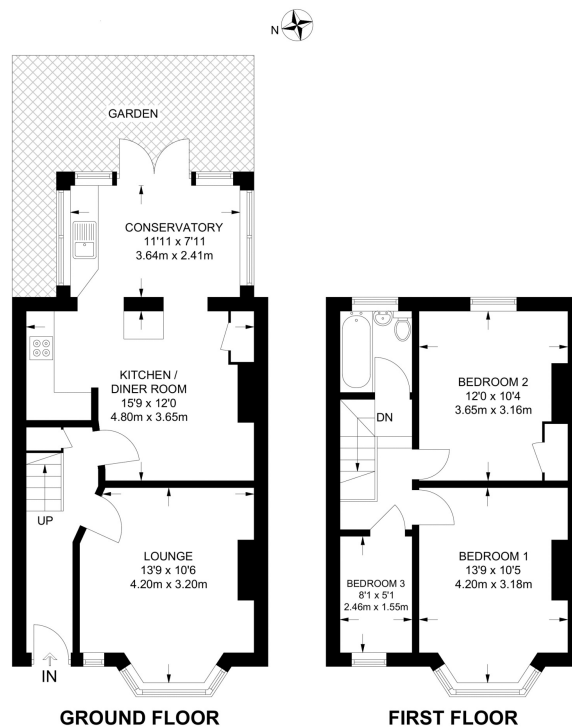 N
GARDEN
CONSERVATORY
11'11 x 7'11
3.64m x 2.41m
KITCHEN /
DINER ROOM
15'9 x 12'0
4.80m x 3.65m
UP
LOUNGE
13'9 x 10'6
4.20m x 3.20m
IN
GROUND FLOOR
BEDROOM 2
12'0 x 10'4
3.65m x 3.16m
DN
BEDROOM 3
8'1 x 5'1
2.46m x 1.55m
BEDROOM 1
13'9 x 10'5
4.20m x 3.18m
FIRST FLOOR